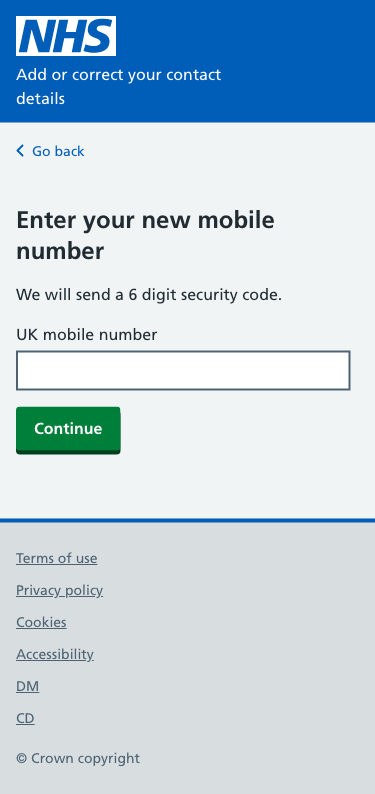 NHS
Add or correct your contact
details
Go back
Enter your new mobile
number
We will send a 6 digit security code.
UK mobile number
Continue
Terms of use
Privacy policy
Cookies
Accessibility
DM
CD
© Crown copyright